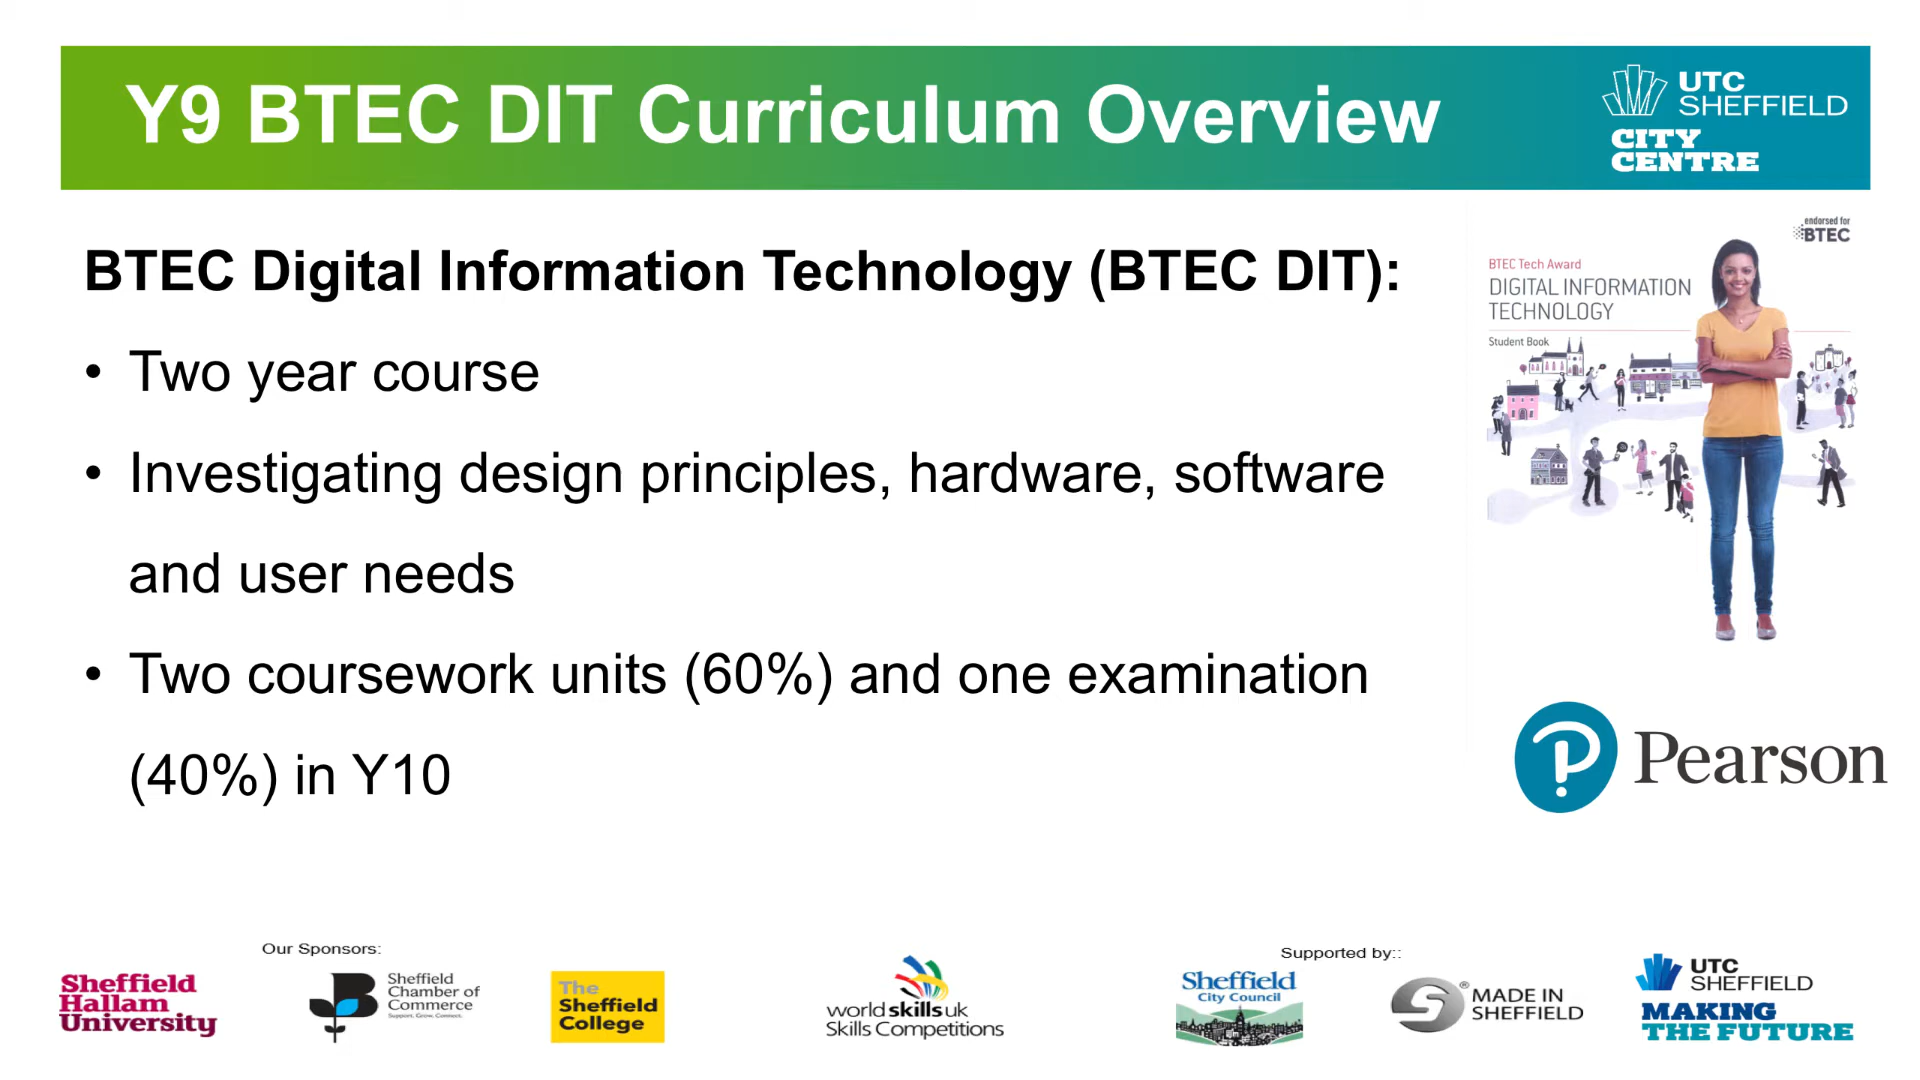 Y9 BTEC DIT Curriculum Overview
UTC
SHEFFIELD
CITY
CENTRE
BTEC Digital Information Technology (BTEC DIT):
• Two year course
• Investigating design principles, hardware, software
and user needs
• Two coursework units (60%) and one examination
(40%) in Y10
endorsed for
BTEC
BTEC Tech Award
DIGITAL INFORMATION
TECHNOLOGY
Student Book
Pearson
Our Sponsors:
Sheffield
Hallam
University
Sheffield
Chamber of
Commerce
Support. Grow. Connect.
The
Sheffield
College
world skills uk
Skills Competitions
Supported by::
Sheffield
City Council
MADE IN
SHEFFIELD
®
UTC
SHEFFIELD
MAKING
THE FUTURE